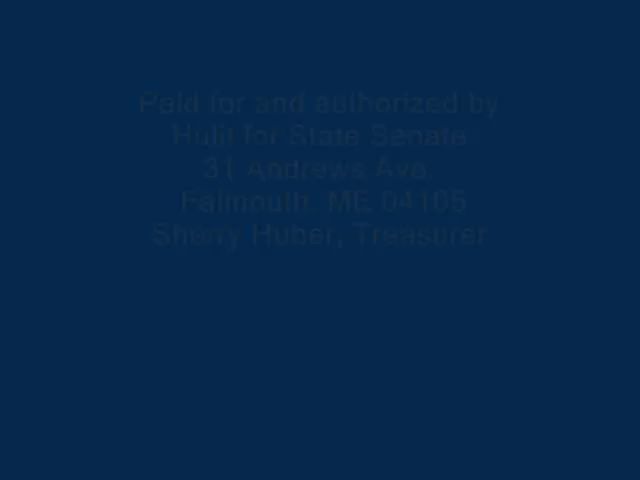 Paid for and authorized by
Hulit for State Senate
31 Andrews Ave.
Falmouth, ME 04105
Sherry Huber, Treasurer